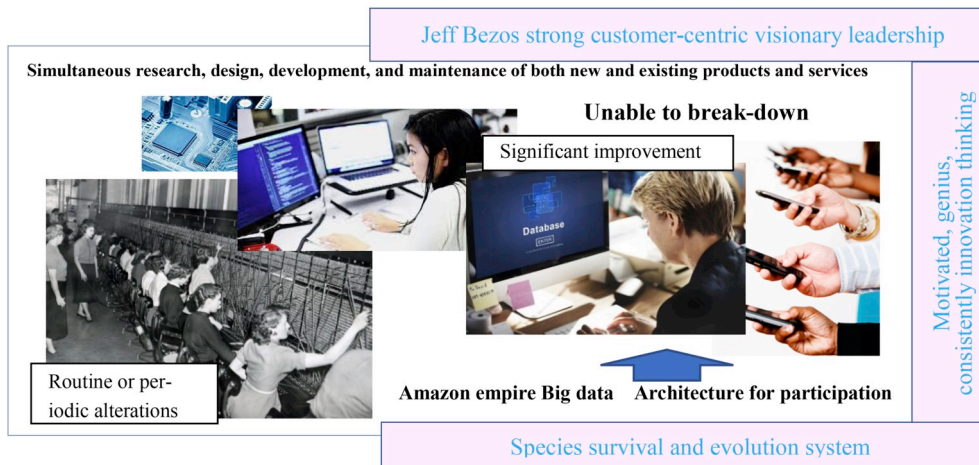 Jeff Bezos strong customer-centric visionary leadership
Simultaneous research, design, development, and maintenance of both new and existing products and services
Unable to break-down
Significant improvement
Database
ENTER
Routine or per-
iodic alterations
Amazon empire Big data
Architecture for participation
Motivated, genius,
consistently innovation thinking
Species survival and evolution system